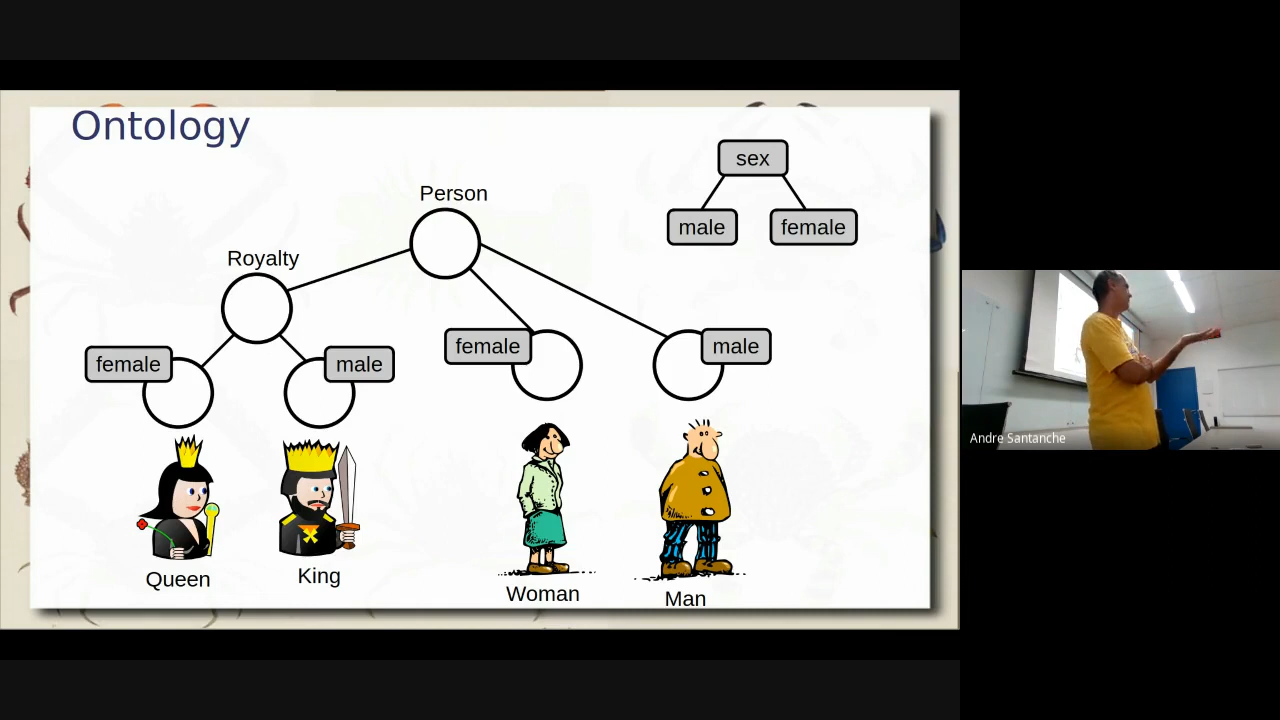 Ontology
sex
male
female
Person
Royalty
female
male
female
male
Queen
King
Woman
Man
Andre Santanche